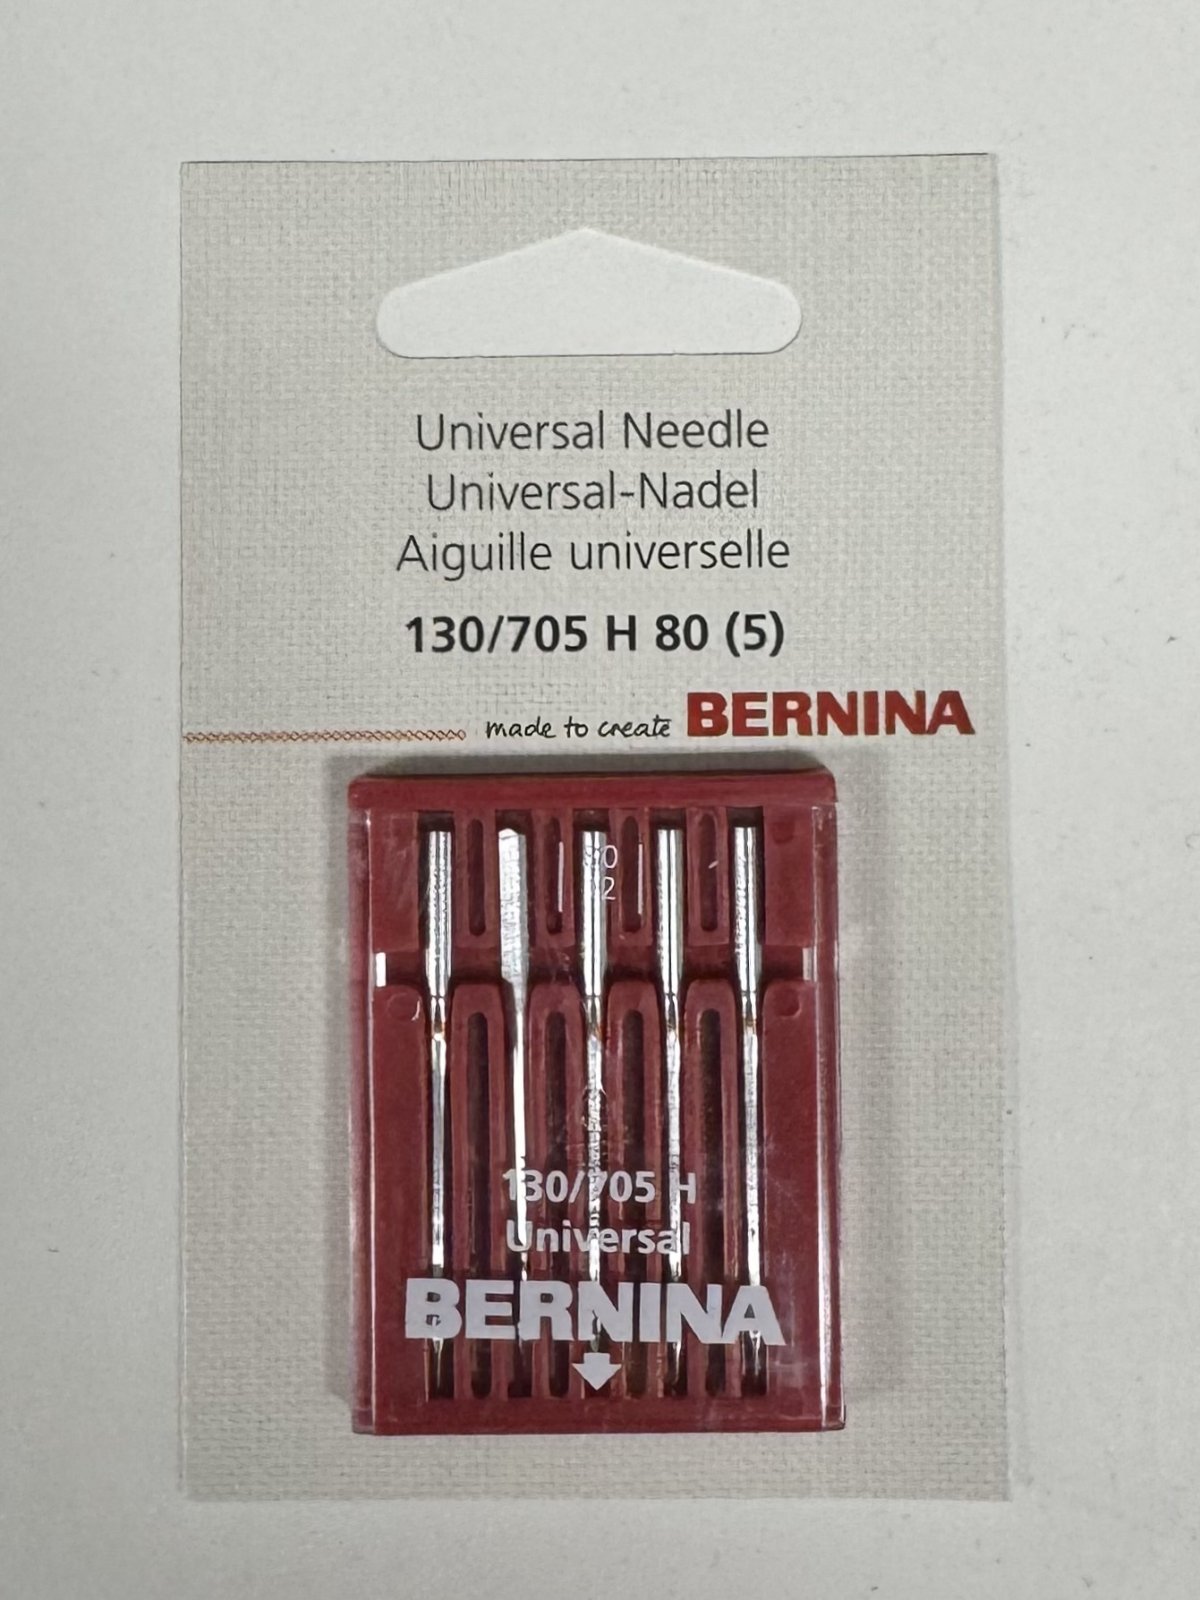 Universal Needle
Universal-Nadel
Aiguille universelle
130/705 H 80 (5)
made to create BERNINA
130/705 H
Universal
BERNINA